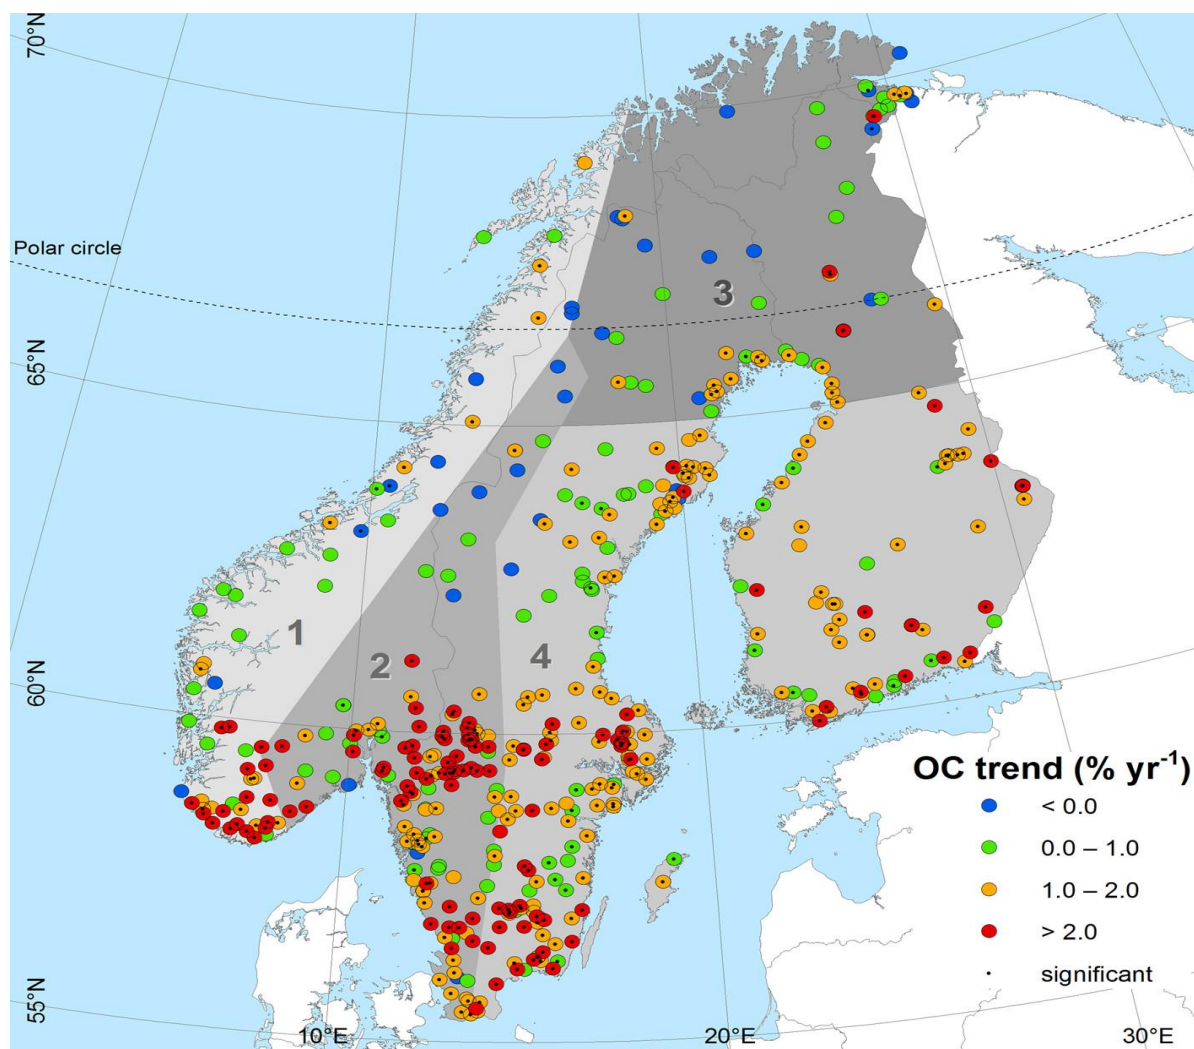 70°N
Polar circle
3
65°N
1
2
4
60°N
OC trend (% yr-1)
< 0.0
0.0 – 1.0
1.0 – 2.0
> 2.0
significant
55°N
10°E
20°E
30°E